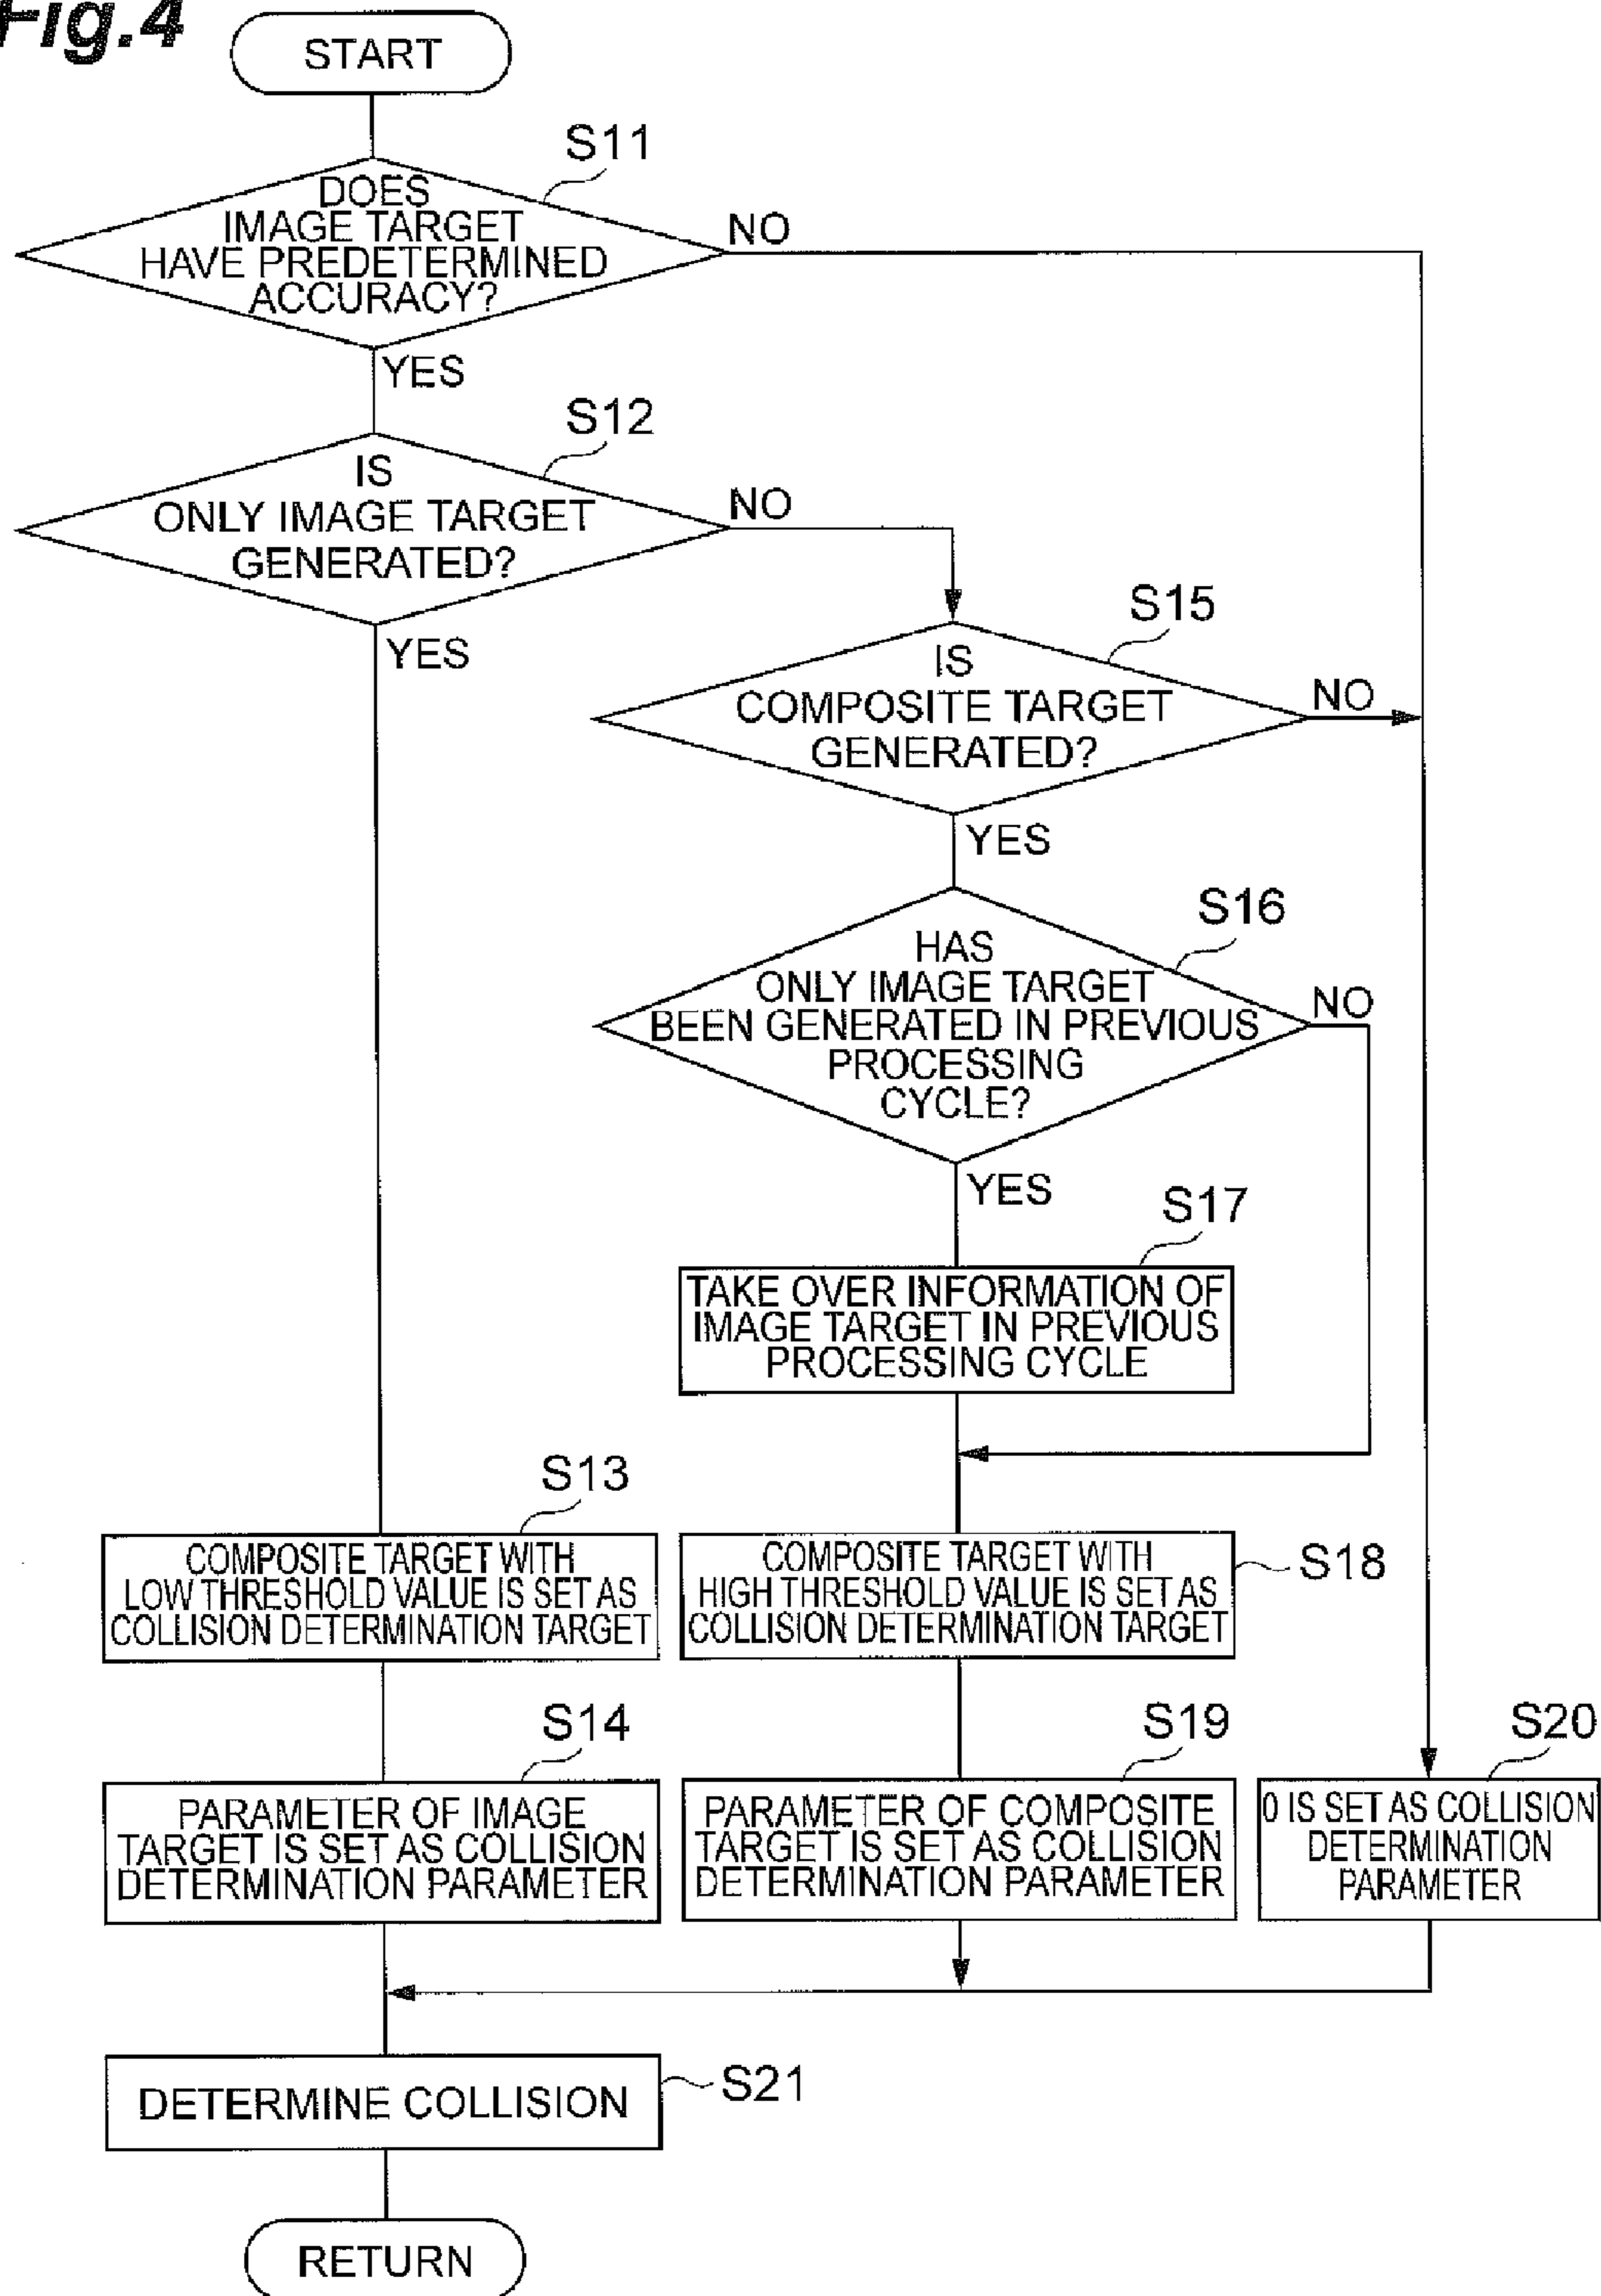 Fig.4
START
S11
DOES
IMAGE TARGET
HAVE PREDETERMINED
ACCURACY?
NO
YES
S12
IS
ONLY IMAGE TARGET
GENERATED?
NO
YES
S15
IS
COMPOSITE TARGET
GENERATED?
NO
YES
S16
HAS
ONLY IMAGE TARGET
BEEN GENERATED IN PREVIOUS
PROCESSING
CYCLE?
NO
YES
S17
TAKE OVER INFORMATION OF
IMAGE TARGET IN PREVIOUS
PROCESSING CYCLE
S13
COMPOSITE TARGET WITH
LOW THRESHOLD VALUE IS SET AS
COLLISION DETERMINATION TARGET
COMPOSITE TARGET WITH
HIGH THRESHOLD VALUE IS SET AS
COLLISION DETERMINATION TARGET
S18
S14
PARAMETER OF IMAGE
TARGET IS SET AS COLLISION
DETERMINATION PARAMETER
S19
PARAMETER OF COMPOSITE
TARGET IS SET AS COLLISION
DETERMINATION PARAMETER
S20
0 IS SET AS COLLISION
DETERMINATION
PARAMETER
DETERMINE COLLISION
S21
RETURN